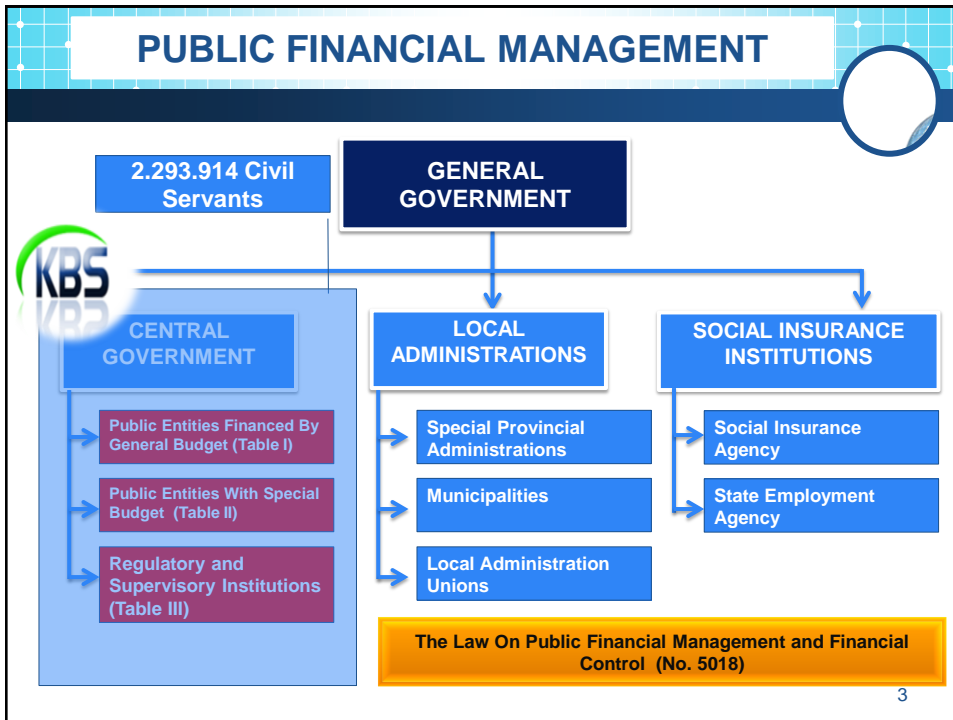 PUBLIC FINANCIAL MANAGEMENT
2.293.914 Civil
Servants
GENERAL
GOVERNMENT
KBS
CENTRAL
GOVERNMENT
Public Entities Financed By
General Budget (Table I)
Public Entities With Special
Budget (Table II)
Regulatory and
Supervisory Institutions
(Table III)
LOCAL
ADMINISTRATIONS
Special Provincial
Administrations
Municipalities
Local Administration
Unions
SOCIAL INSURANCE
INSTITUTIONS
Social Insurance
Agency
State Employment
Agency
The Law On Public Financial Management and Financial
Control (No. 5018)
3